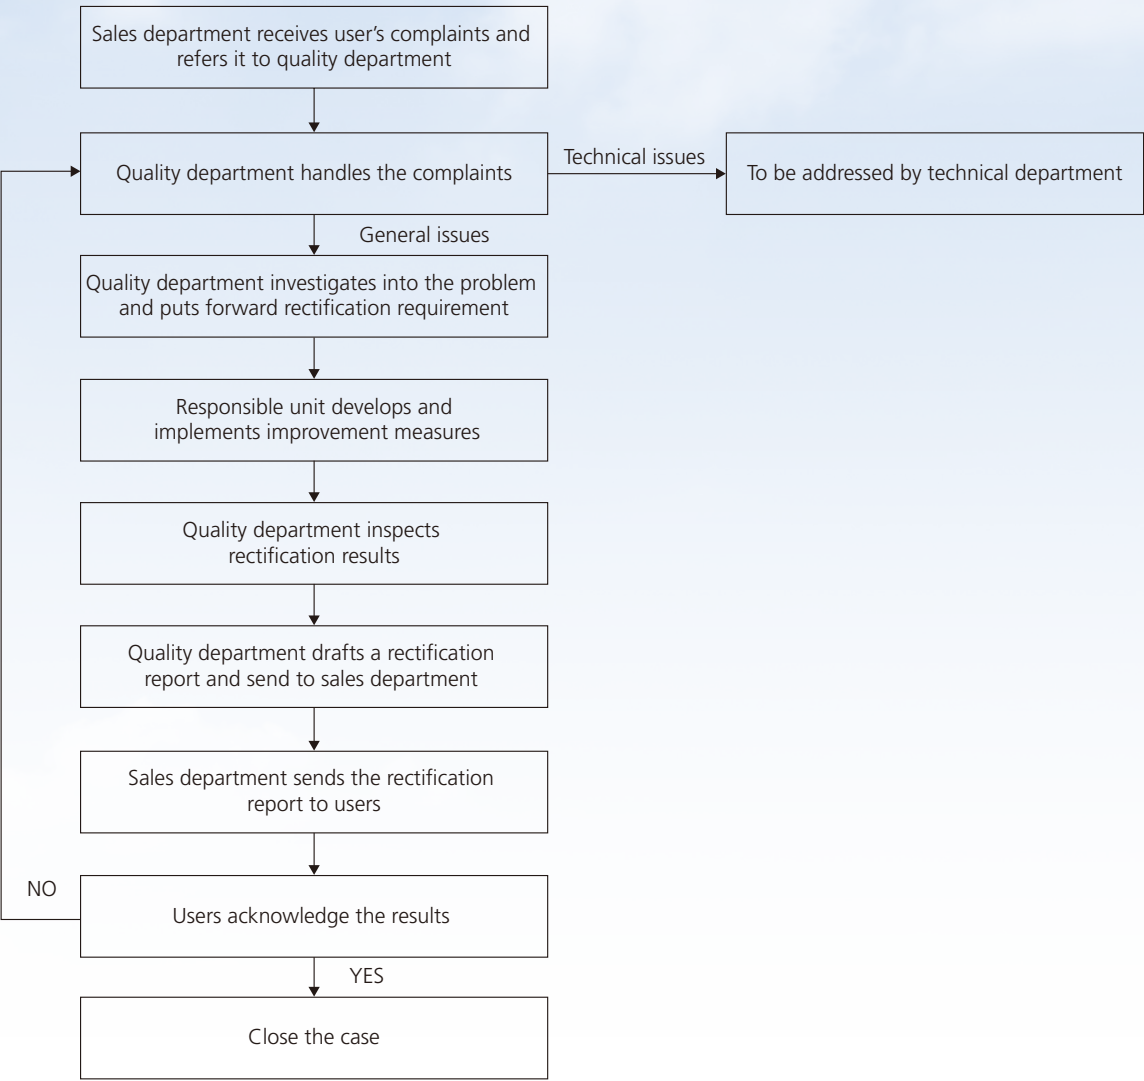 Sales department receives user’s complaints and
refers it to quality department
Quality department handles the complaints
Technical issues
To be addressed by technical department
General issues
Quality department investigates into the problem
and puts forward rectification requirement
Responsible unit develops and
implements improvement measures
Quality department inspects
rectification results
Quality department drafts a rectification
report and send to sales department
Sales department sends the rectification
report to users
NO
Users acknowledge the results
YES
Close the case